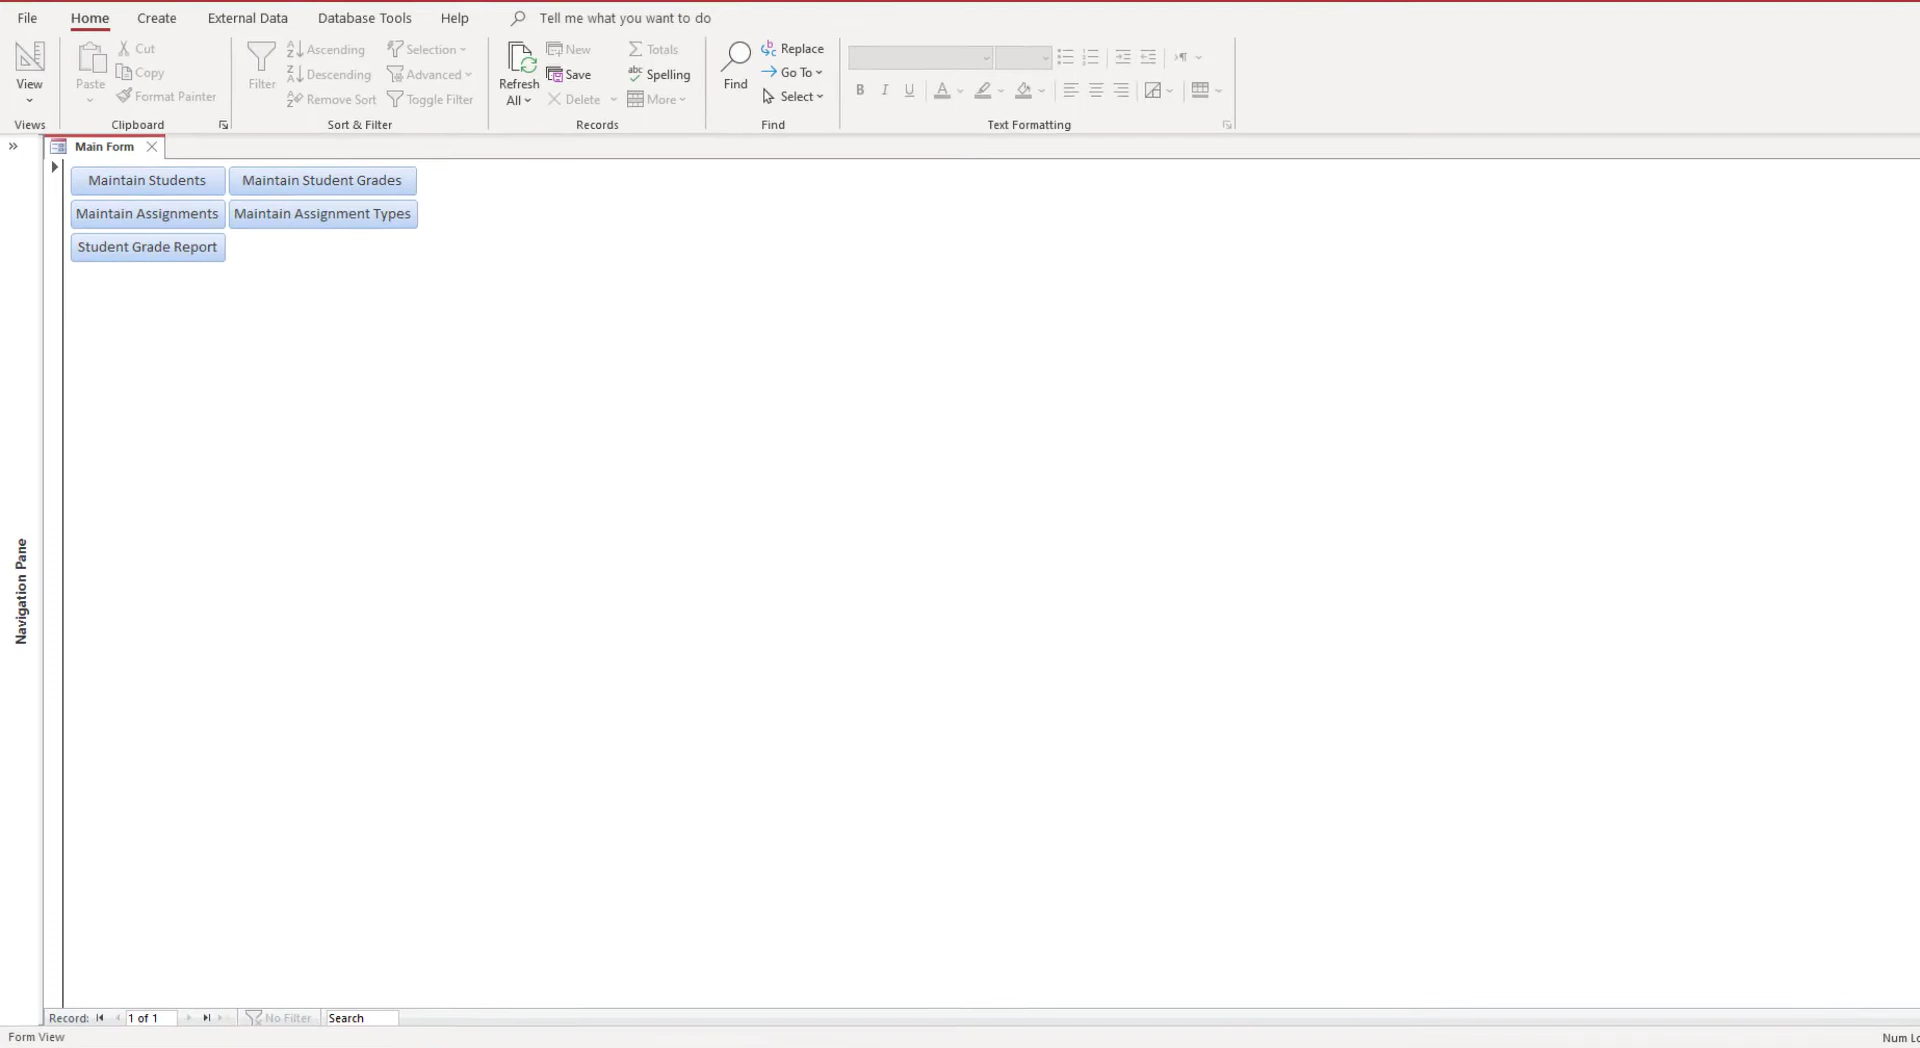 File Home Create External Data Database Tools Help Tell me what you want to do
View
Views
Paste
Cut
Copy
Format Painter
Clipboard
Filter
Ascending
Descending
Remove Sort
Selection
Advanced
Toggle Filter
Sort & Filter
Refresh
All
New
Save
Delete
Totals
Spelling
More
Records
Find
Replace
Go To
Select
Find
B I U A
Text Formatting
Main Form
Maintain Students Maintain Student Grades
Maintain Assignments Maintain Assignment Types
Student Grade Report
Navigation Pane
Record: 1 of 1 No Filter Search
Form View Num Lo